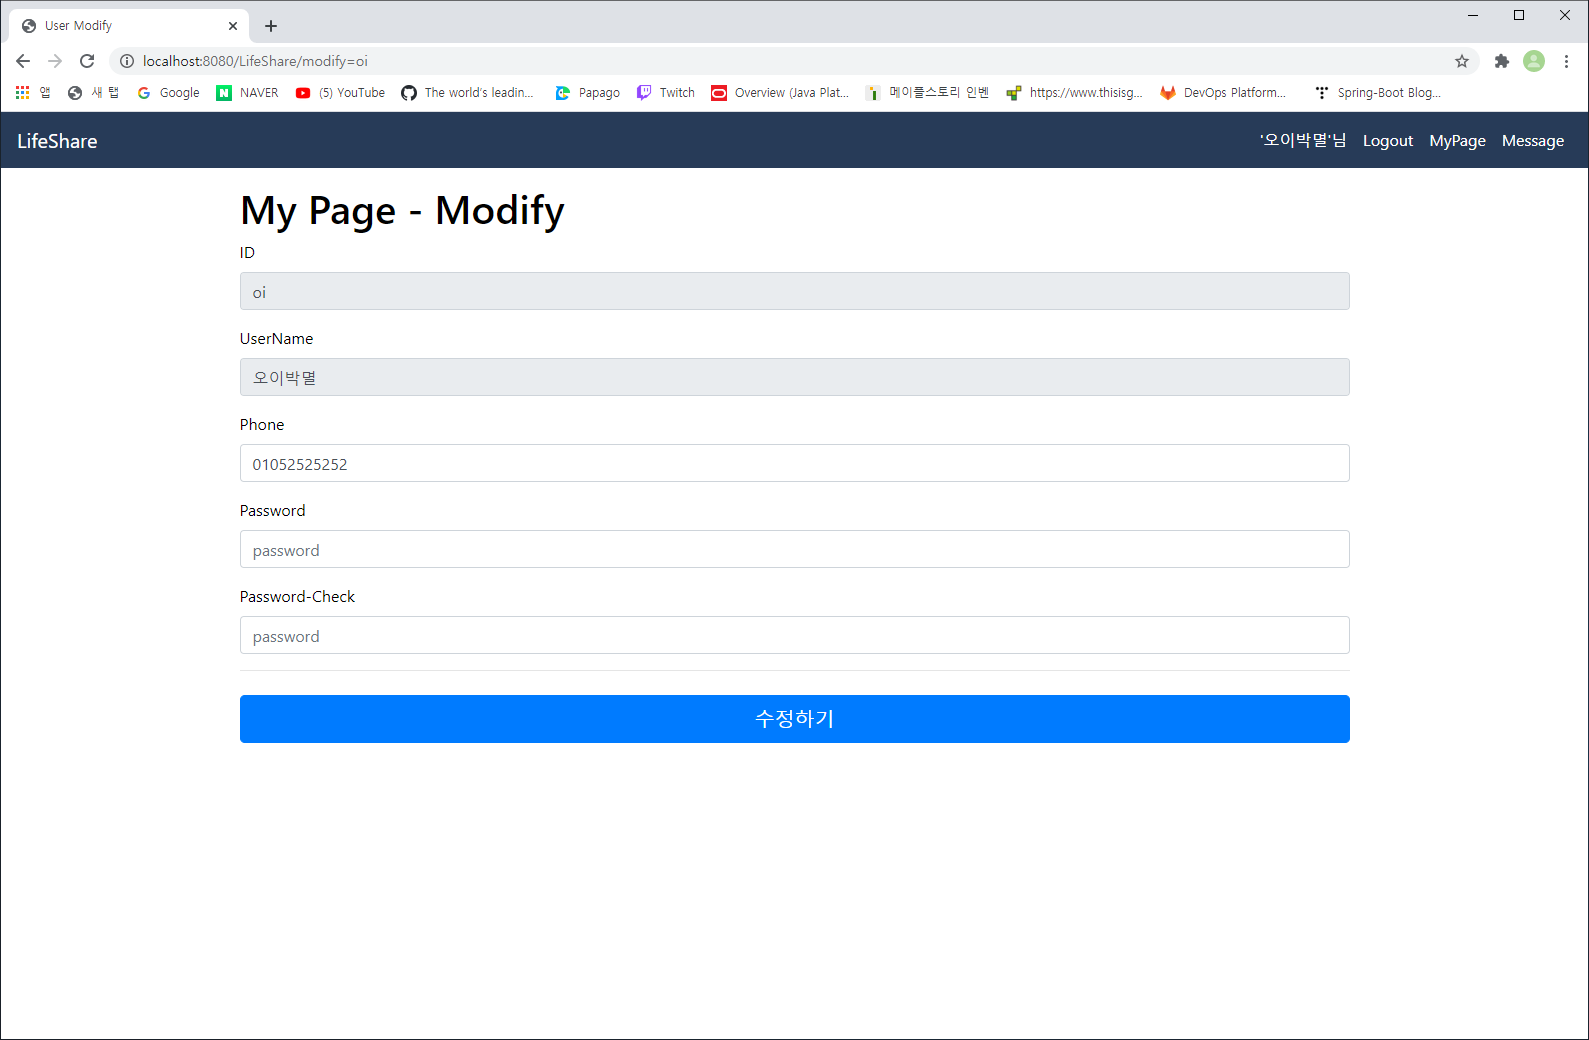 User Modify
localhost:8080/LifeShare/modify=oi
앱 새 탭 Google NAVER (5) YouTube The world's leadin... Papago Twitch Overview (Java Plat... 메이플스토리 인벤 https://www.thisisg... DevOps Platform... Spring-Boot Blog...
LifeShare '오이박멸'님 Logout MyPage Message
My Page - Modify
ID
oi
UserName
오이박멸
Phone
01052525252
Password
password
Password-Check
password
수정하기